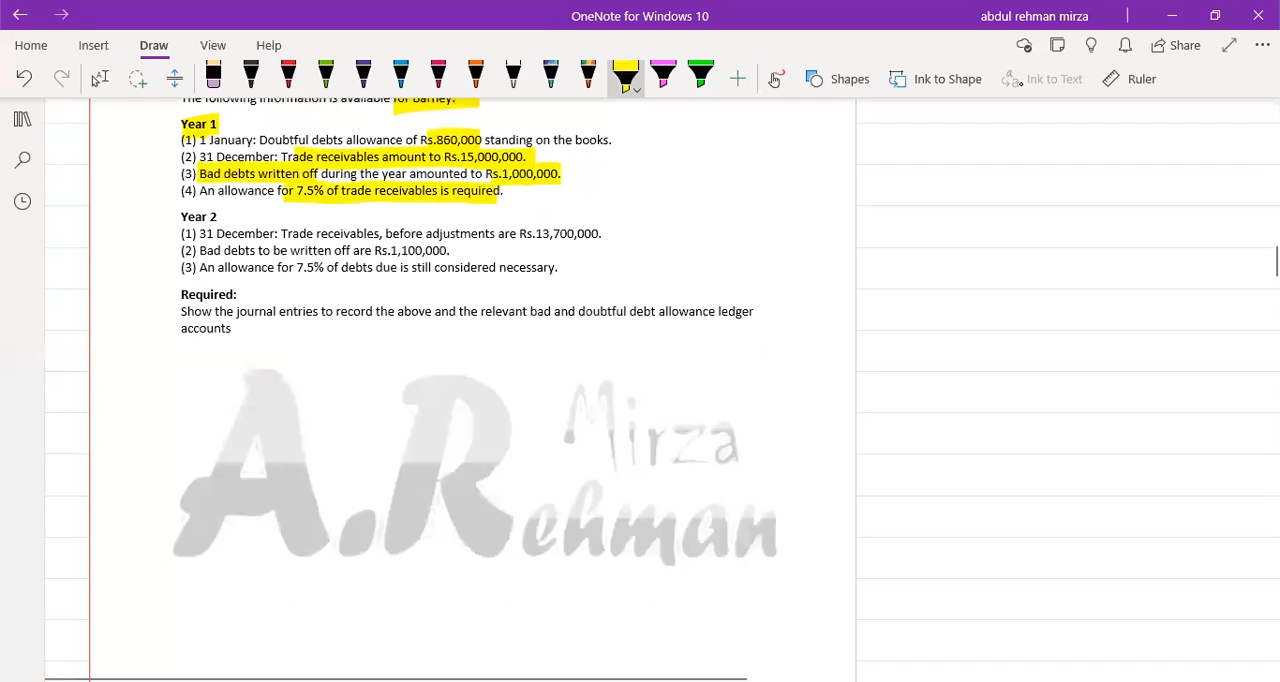 OneNote for Windows 10
abdul rehman mirza
Home Insert Draw View Help
Share
Shapes Ink to Shape Ink to Text Ruler
The following information is available for Barney:
Year 1
(1) 1 January: Doubtful debts allowance of Rs.860,000 standing on the books.
(2) 31 December: Trade receivables amount to Rs.15,000,000.
(3) Bad debts written off during the year amounted to Rs.1,000,000.
(4) An allowance for 7.5% of trade receivables is required.
Year 2
(1) 31 December: Trade receivables, before adjustments are Rs.13,700,000.
(2) Bad debts to be written off are Rs.1,100,000.
(3) An allowance for 7.5% of debts due is still considered necessary.
Required:
Show the journal entries to record the above and the relevant bad and doubtful debt allowance ledger
accounts
A.Rehman Mirza